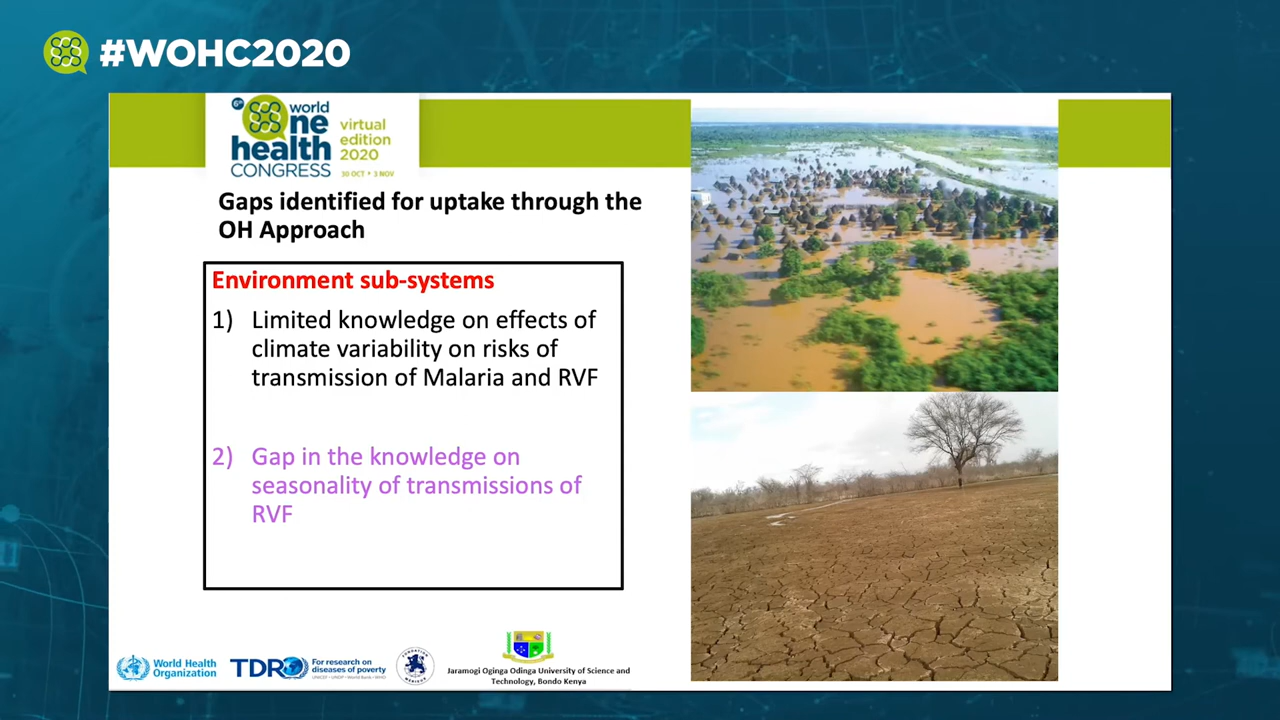 #WOHC2020
6th
world
One
health
CONGRESS
virtual
edition
2020
30 OCT • 3 NOV
Gaps identified for uptake through the
OH Approach
Environment sub-systems
1) Limited knowledge on effects of
climate variability on risks of
transmission of Malaria and RVF
2) Gap in the knowledge on
seasonality of transmissions of
RVF
World Health
Organization
TDR
For research on
diseases of poverty
UNICEF • UNDP • World Bank • WHO
Jaramogi Oginga Odinga University of Science and
Technology, Bondo Kenya